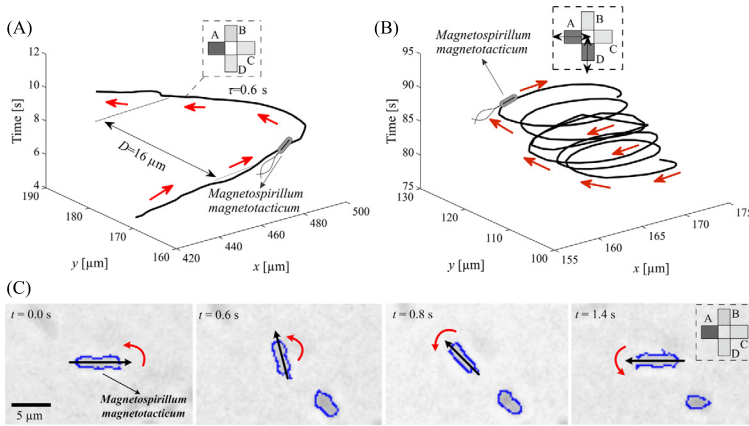 (A)
A
B
C
D
τ=0.6 s
Time [s]
12
10
8
6
4
D=16 µm
Magnetospirillum
magnetotacticum
190
180
170
160
y [µm]
420
440
460
480
500
x [µm]
(B)
A
B
C
D
Magnetospirillum
magnetotacticum
Time [s]
95
90
85
80
75
130
120
110
100
y [µm]
155
160
165
170
175
x [µm]
(C)
t = 0.0 s
5 µm
Magnetospirillum
magnetotacticum
t = 0.6 s
t = 0.8 s
t = 1.4 s
A
B
C
D